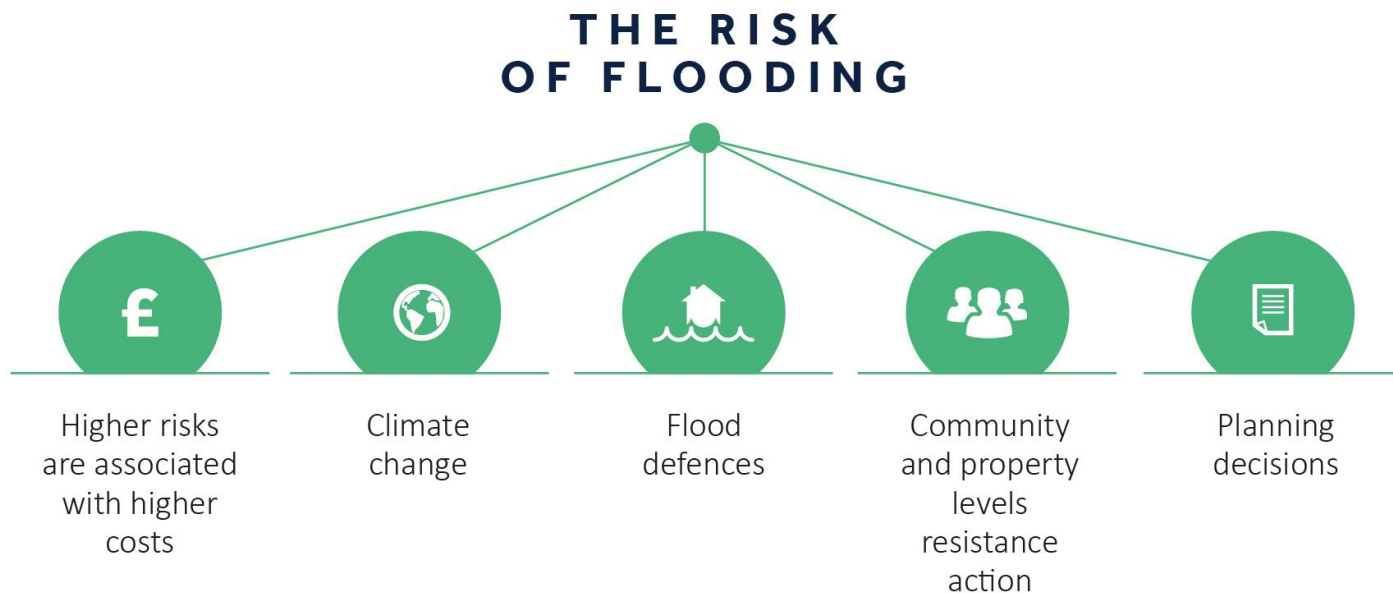 THE RISK
OF FLOODING
£
Higher risks
are associated
with higher
costs
Climate
change
Flood
defences
Community
and property
levels
resistance
action
Planning
decisions